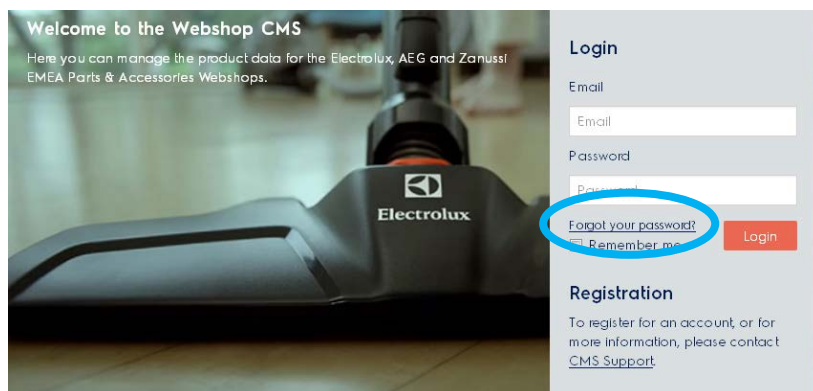 Welcome to the Webshop CMS
Here you can manage the product data for the Electrolux, AEG and Zanussi
EMEA Parts & Accessories Webshops.
Electrolux
Login
Email
Email
Password
Password
Forgot your password?
Remember me
Login
Registration
To register for an account, or for
more information, please contact
CMS Support.